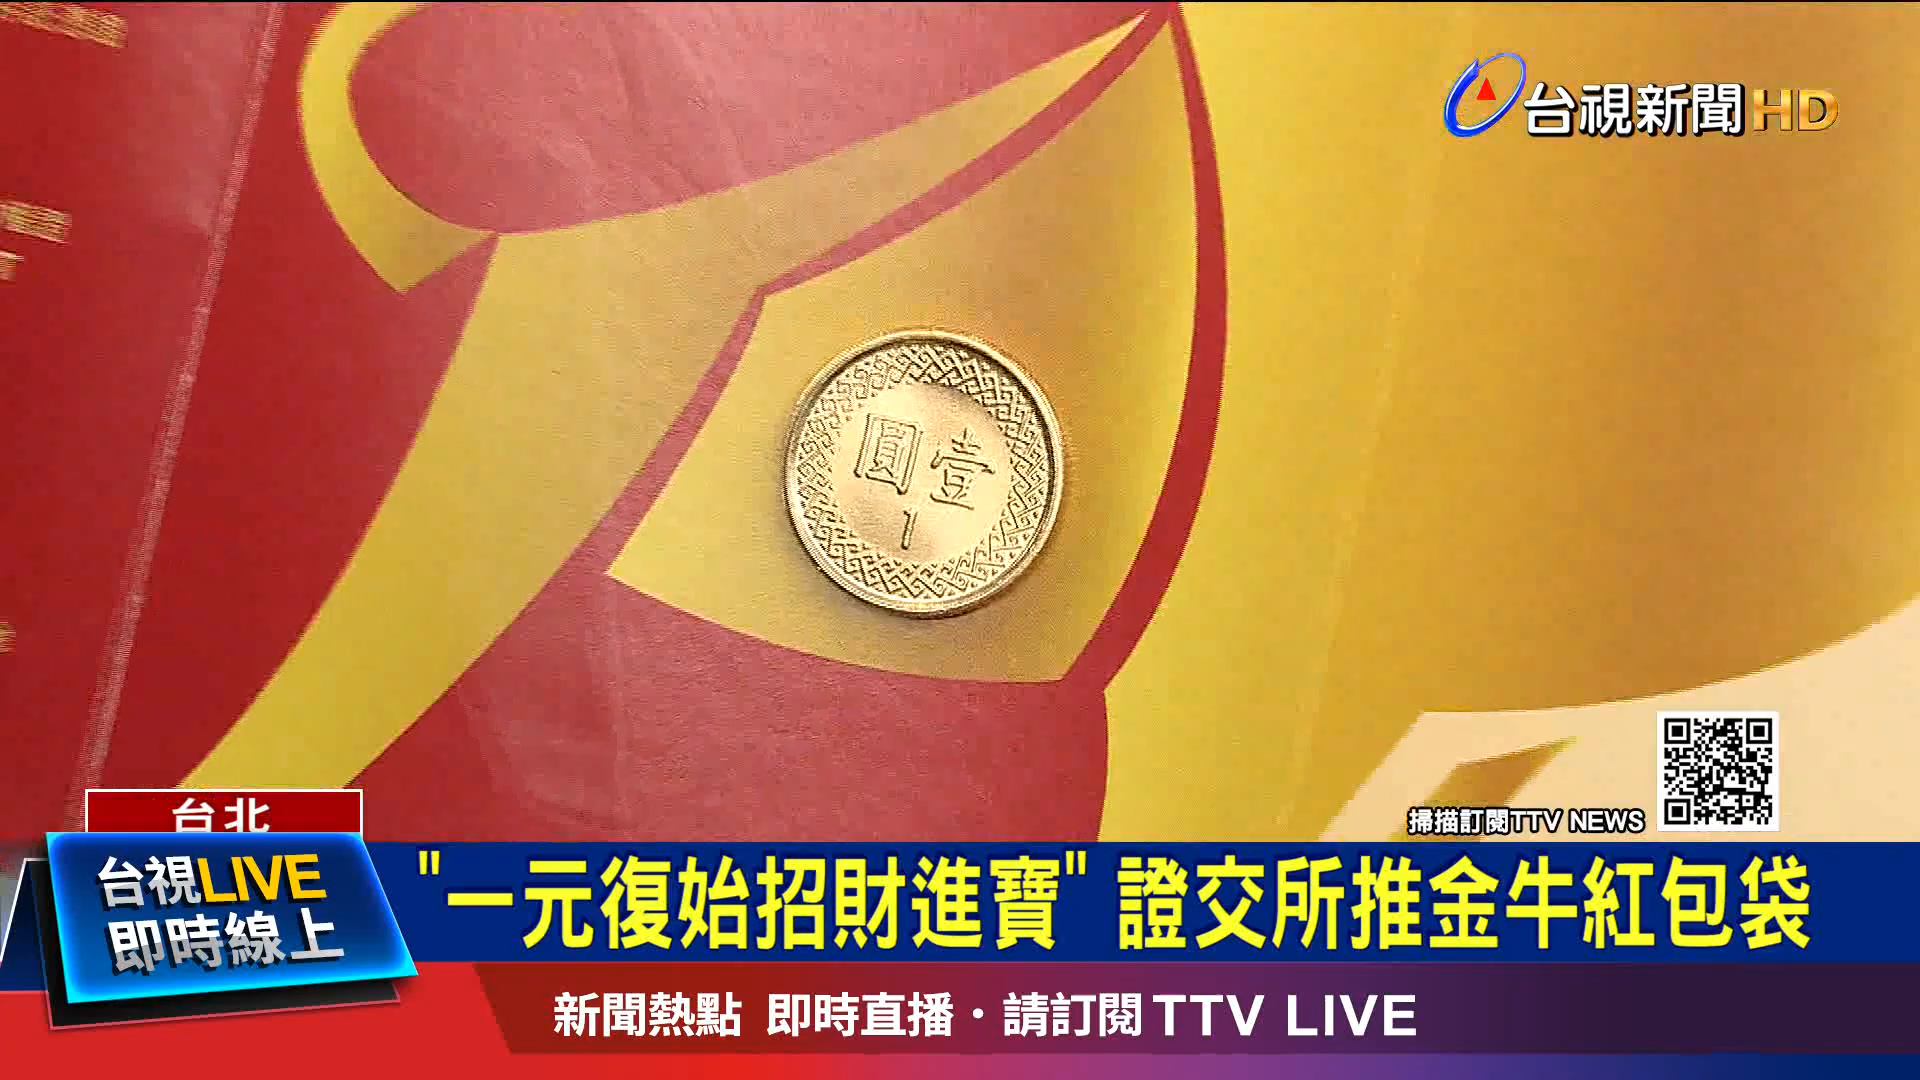 台視新聞HD
圓壹
1
掃描訂閱TTV NEWS
台北
台視LIVE
即時線上
"一元復始招財進寶" 證交所推金牛紅包袋
新聞熱點 即時直播・請訂閱TTV LIVE